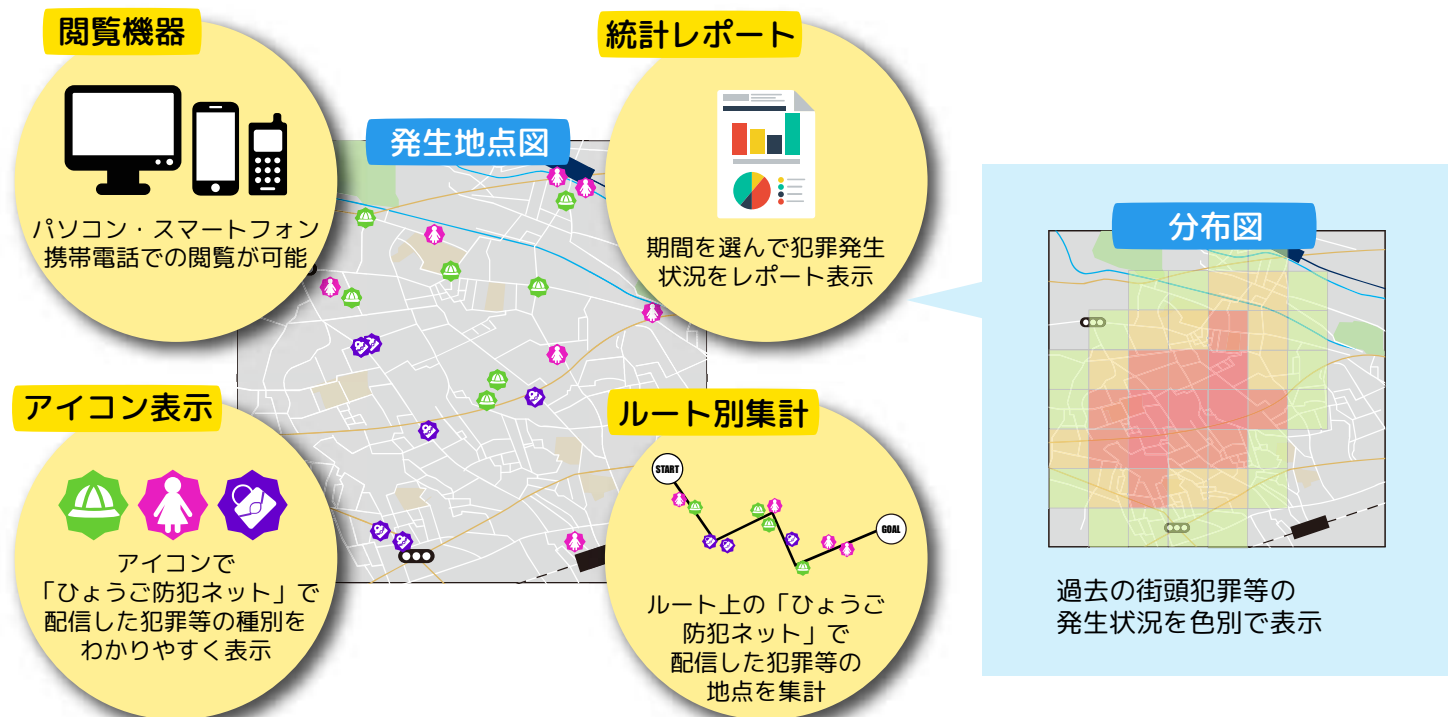 閲覧機器
パソコン・スマートフォン
携帯電話での閲覧が可能
発生地点図
統計レポート
期間を選んで犯罪発生
状況をレポート表示
アイコン表示
アイコンで
「ひょうご防犯ネット」で
配信した犯罪等の種別を
わかりやすく表示
ルート別集計
START
GOAL
ルート上の「ひょうご
防犯ネット」で
配信した犯罪等の
地点を集計
分布図
過去の街頭犯罪等の
発生状況を色別で表示